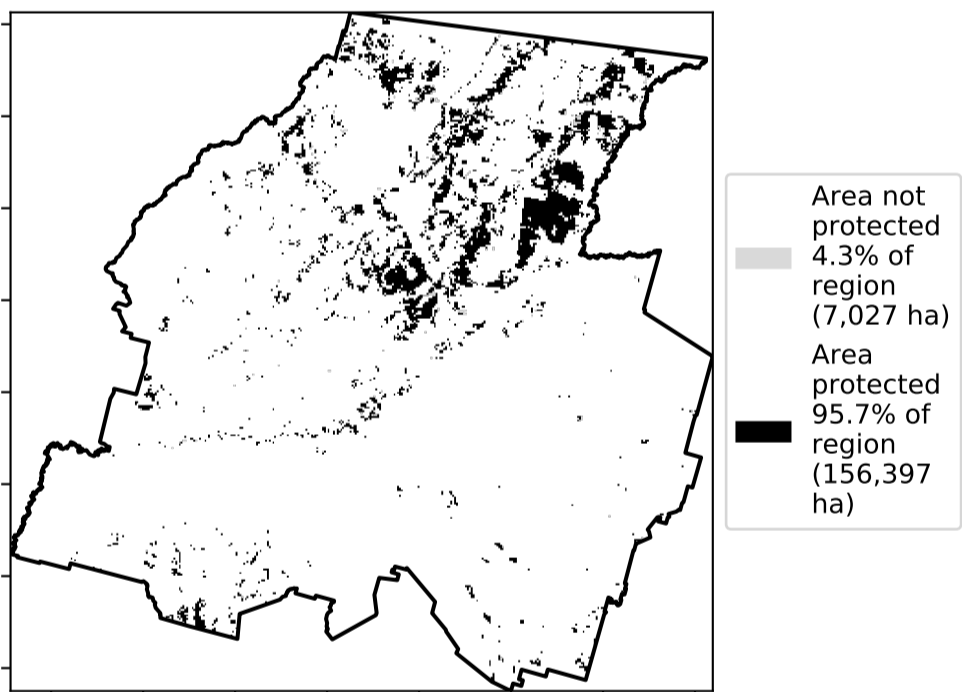 Area not
protected
4.3% of
region
(7,027 ha)
Area
protected
95.7% of
region
(156,397
ha)